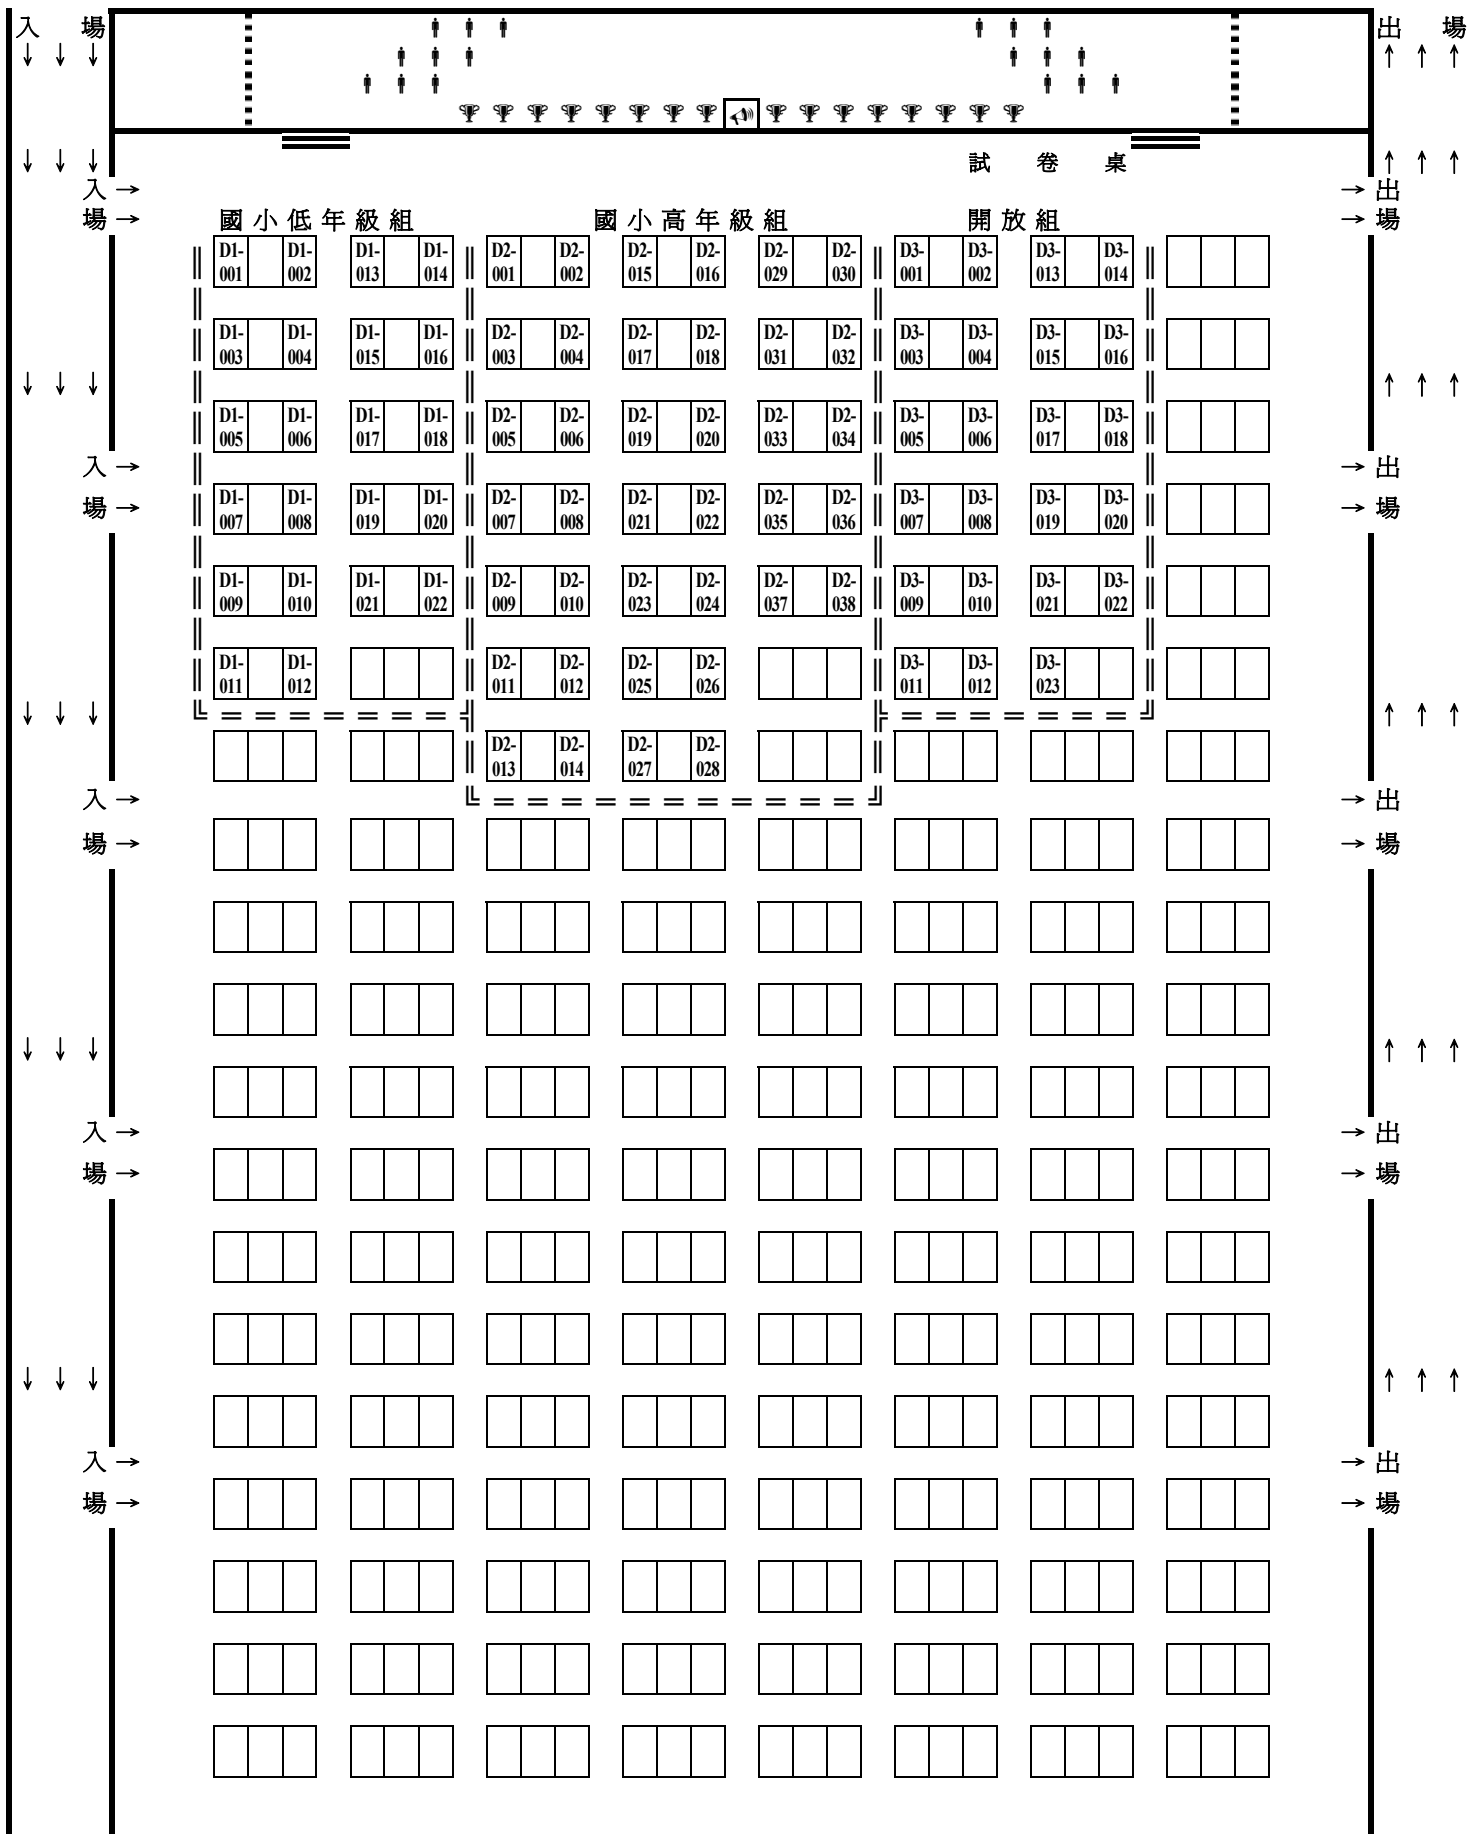 入 場 出 場
↓ ↓ ↓ ↑ ↑ ↑
試 卷 桌
↓ ↓ ↓ ↑ ↑ ↑
入 → → 出
場 → → 場
國小低年級組 國小高年級組 開放組
D1-001 D1-002 D1-013 D1-014 D2-001 D2-002 D2-015 D2-016 D2-029 D2-030 D3-001 D3-002 D3-013 D3-014
D1-003 D1-004 D1-015 D1-016 D2-003 D2-004 D2-017 D2-018 D2-031 D2-032 D3-003 D3-004 D3-015 D3-016
↓ ↓ ↓ ↑ ↑ ↑
D1-005 D1-006 D1-017 D1-018 D2-005 D2-006 D2-019 D2-020 D2-033 D2-034 D3-005 D3-006 D3-017 D3-018
入 → → 出
場 → → 場
D1-007 D1-008 D1-019 D1-020 D2-007 D2-008 D2-021 D2-022 D2-035 D2-036 D3-007 D3-008 D3-019 D3-020
D1-009 D1-010 D1-021 D1-022 D2-009 D2-010 D2-023 D2-024 D2-037 D2-038 D3-009 D3-010 D3-021 D3-022
D1-011 D1-012 D2-011 D2-012 D2-025 D2-026 D3-011 D3-012 D3-023
↓ ↓ ↓ ↑ ↑ ↑
D2-013 D2-014 D2-027 D2-028
入 → → 出
場 → → 場
↓ ↓ ↓ ↑ ↑ ↑
入 → → 出
場 → → 場
↓ ↓ ↓ ↑ ↑ ↑
入 → → 出
場 → → 場